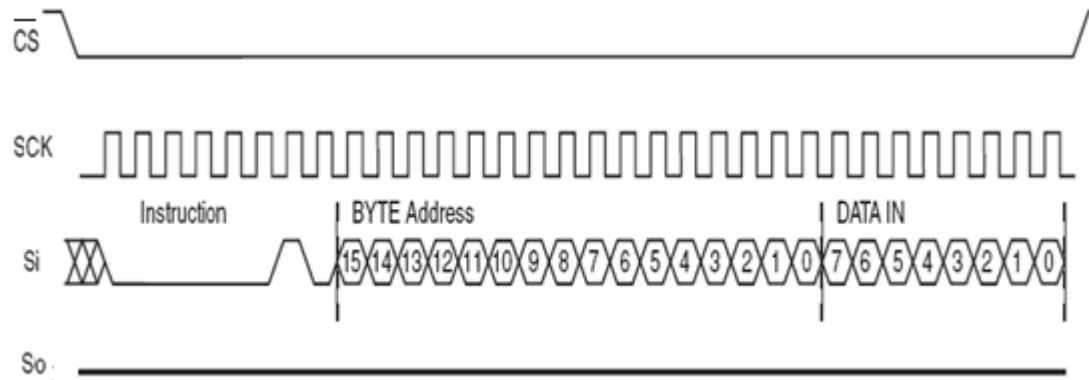 CS
SCK
Instruction BYTE Address DATA IN
Si 15 14 13 12 11 10 9 8 7 6 5 4 3 2 1 0 7 6 5 4 3 2 1 0
So